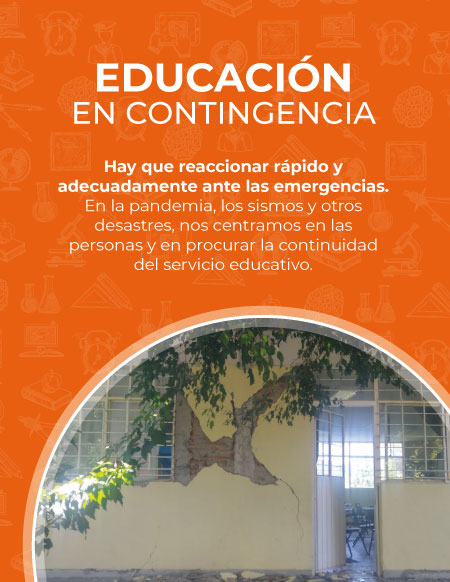 EDUCACIÓN
EN CONTINGENCIA
Hay que reaccionar rápido y
adecuadamente ante las emergencias.
En la pandemia, los sismos y otros
desastres, nos centramos en las
personas y en procurar la continuidad
del servicio educativo.